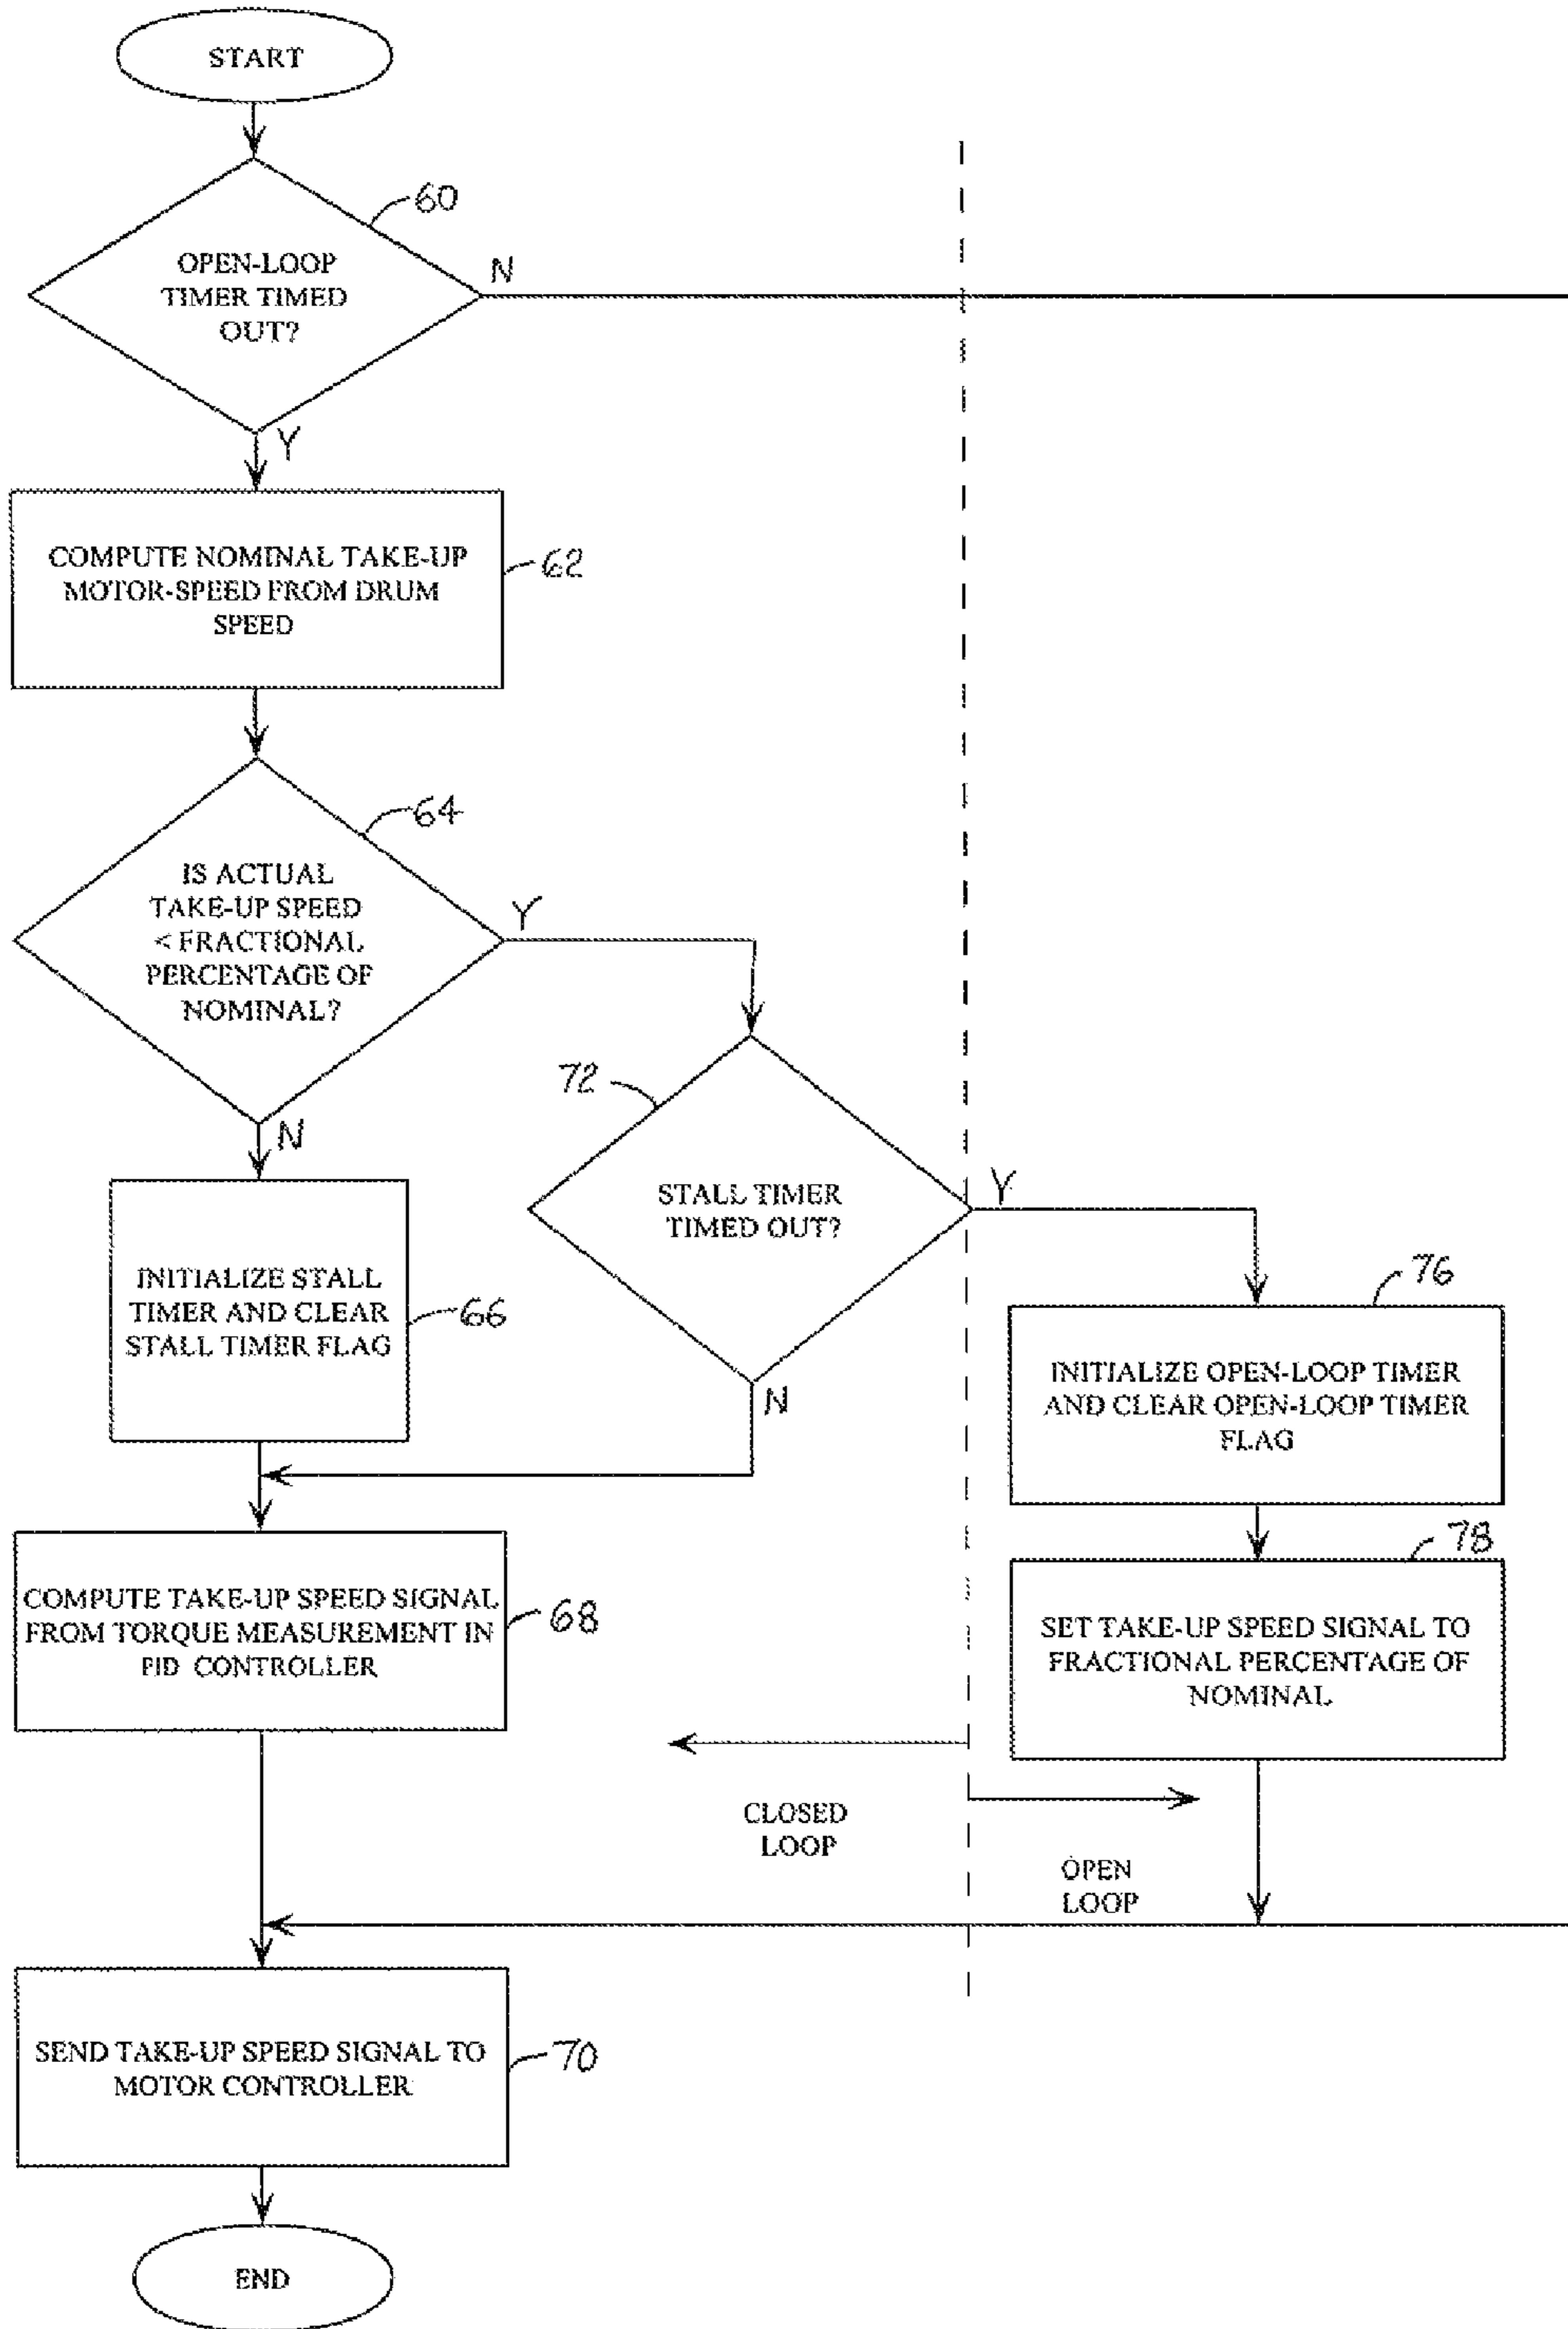 START
60
OPEN-LOOP
TIMER TIMED
OUT?
N
Y
COMPUTE NOMINAL TAKE-UP
MOTOR-SPEED FROM DRUM
SPEED
62
64
IS ACTUAL
TAKE-UP SPEED
< FRACTIONAL
PERCENTAGE OF
NOMINAL?
Y
N
72
STALL TIMER
TIMED OUT?
Y
N
INITIALIZE STALL
TIMER AND CLEAR
STALL TIMER FLAG
66
76
INITIALIZE OPEN-LOOP TIMER
AND CLEAR OPEN-LOOP TIMER
FLAG
78
SET TAKE-UP SPEED SIGNAL TO
FRACTIONAL PERCENTAGE OF
NOMINAL
COMPUTE TAKE-UP SPEED SIGNAL
FROM TORQUE MEASUREMENT IN
PID CONTROLLER
68
CLOSED
LOOP
OPEN
LOOP
SEND TAKE-UP SPEED SIGNAL TO
MOTOR CONTROLLER
70
END